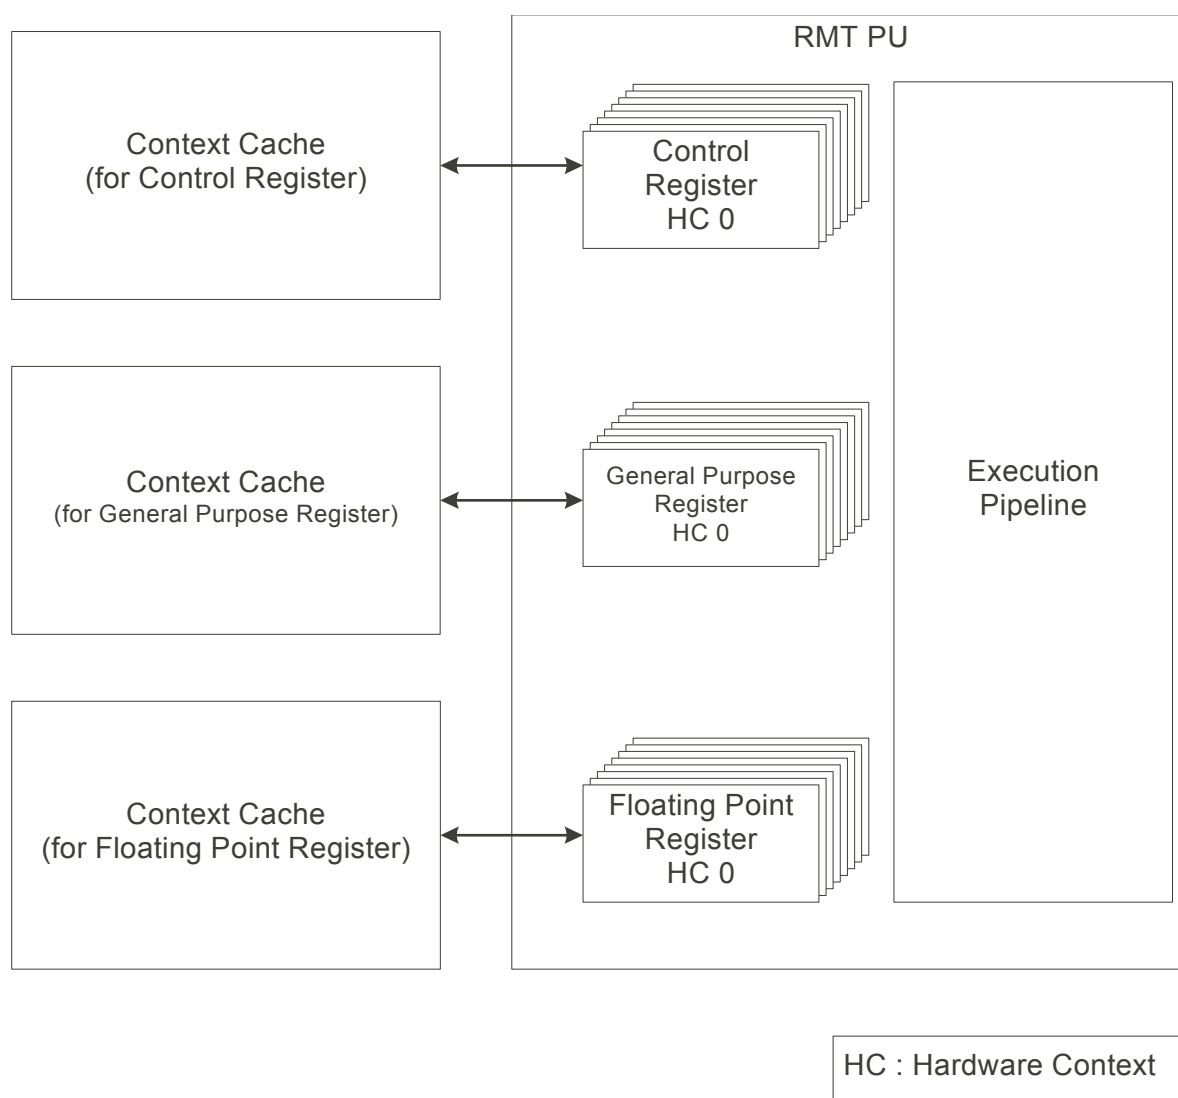 RMT PU
Context Cache
(for Control Register)
Control
Register
HC 0
Context Cache
(for General Purpose Register)
General Purpose
Register
HC 0
Execution
Pipeline
Context Cache
(for Floating Point Register)
Floating Point
Register
HC 0
HC : Hardware Context